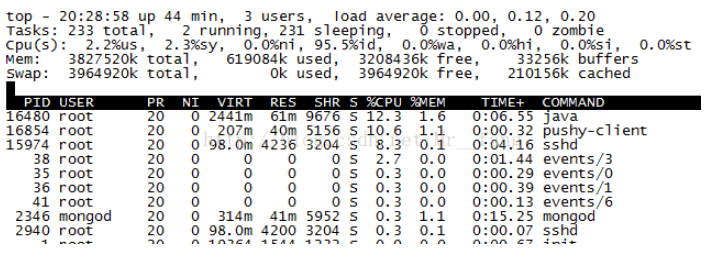 top - 20:28:58 up 44 min,  3 users,  load average: 0.00, 0.12, 0.20
Tasks: 233 total,   2 running, 231 sleeping,   0 stopped,   0 zombie
Cpu(s):  2.2%us,  2.3%sy,  0.0%ni, 95.5%id,  0.0%wa,  0.0%hi,  0.0%si,  0.0%st
Mem:   3827520k total,   619084k used,  3208436k free,    33256k buffers
Swap:  3964920k total,        0k used,  3964920k free,   210156k cached
PID USER      PR  NI  VIRT  RES  SHR S %CPU %MEM    TIME+  COMMAND
16480 root      20   0 2441m  61m 9676 S 12.3  1.6   0:06.55 java
16854 root      20   0  207m  40m 5156 S 10.6  1.1   0:00.32 pushy-client
15974 root      20   0 98.0m 4236 3204 S  8.0  0.1   0:04.16 sshd
38 root      20   0     0    0    0 S  2.7  0.0   0:01.44 events/3
35 root      20   0     0    0    0 S  0.3  0.0   0:00.29 events/0
36 root      20   0     0    0    0 S  0.3  0.0   0:00.39 events/1
41 root      20   0     0    0    0 S  0.3  0.0   0:00.13 events/6
2346 mongod    20   0  314m  41m 5952 S  0.3  1.1   0:15.25 mongod
2940 root      20   0 98.0m 4200 3204 S  0.3  0.1   0:00.07 sshd